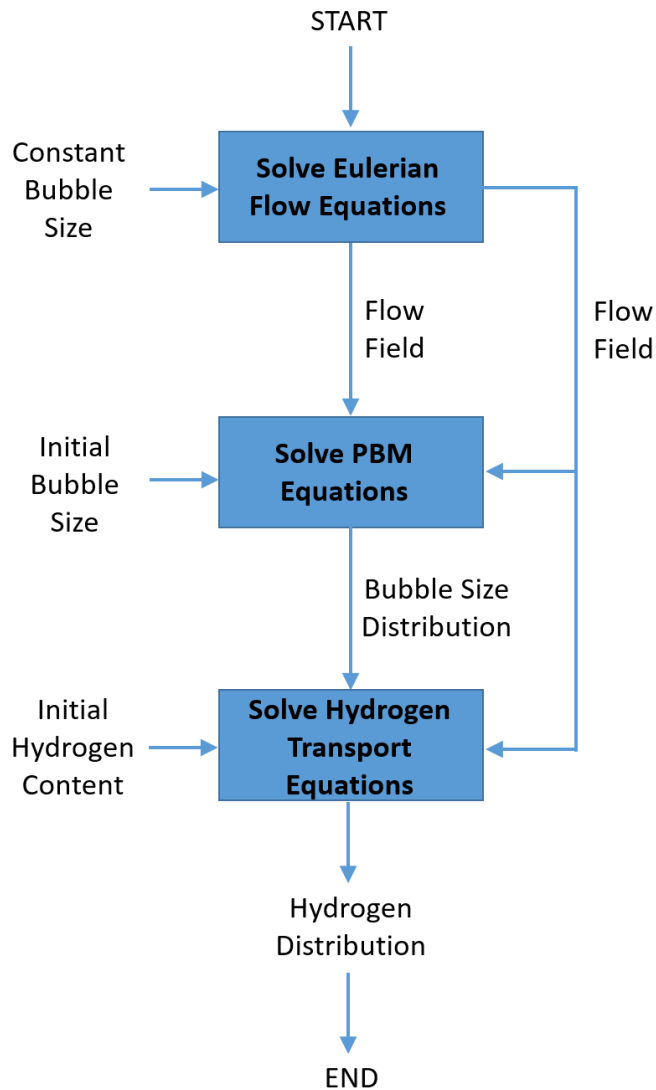 START
Constant
Bubble
Size
Solve Eulerian
Flow Equations
Flow
Field
Flow
Field
Initial
Bubble
Size
Solve PBM
Equations
Bubble Size
Distribution
Initial
Hydrogen
Content
Solve Hydrogen
Transport
Equations
Hydrogen
Distribution
END